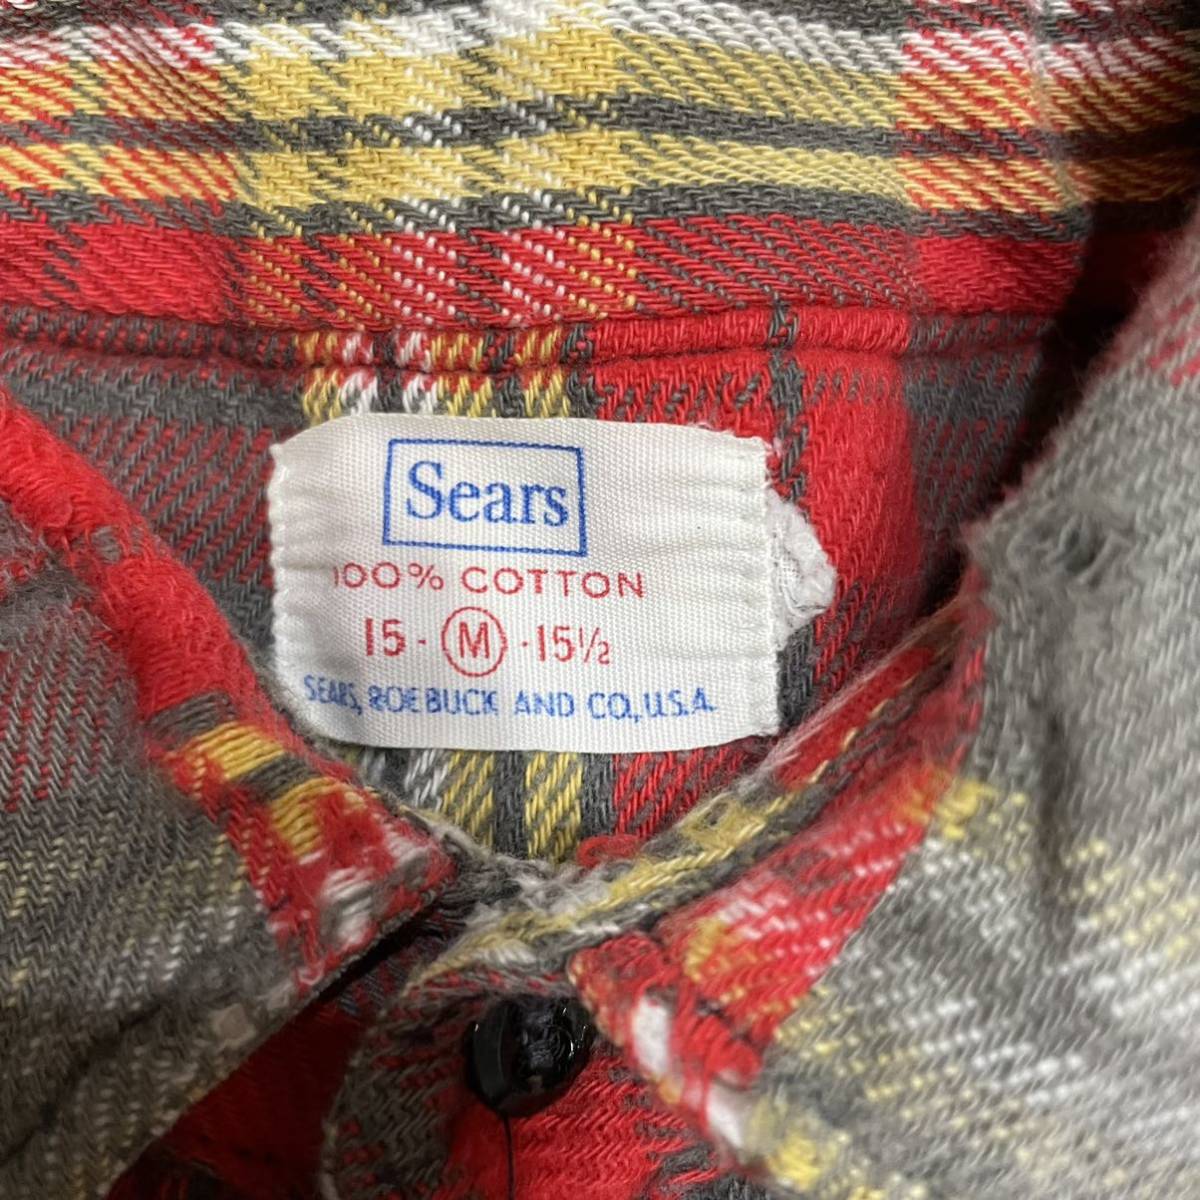 Sears
100% COTTON
15 - M - 15½
SEARS, ROEBUCK AND CO., U.S.A.